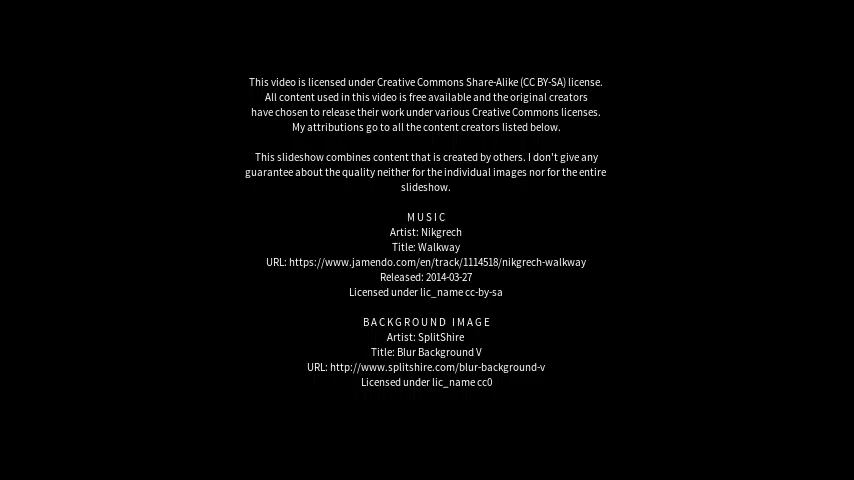 This video is licensed under Creative Commons Share-Alike (CC BY-SA) license.
All content used in this video is free available and the original creators
have chosen to release their work under various Creative Commons licenses.
My attributions go to all the content creators listed below.
This slideshow combines content that is created by others. I don't give any
guarantee about the quality neither for the individual images nor for the entire
slideshow.
MUSIC
Artist: Nikgrech
Title: Walkway
URL: https://www.jamendo.com/en/track/1114518/nikgrech-walkway
Released: 2014-03-27
Licensed under lic_name cc-by-sa
BACKGROUND IMAGE
Artist: SplitShire
Title: Blur Background V
URL: http://www.splitshire.com/blur-background-v
Licensed under lic_name cc0